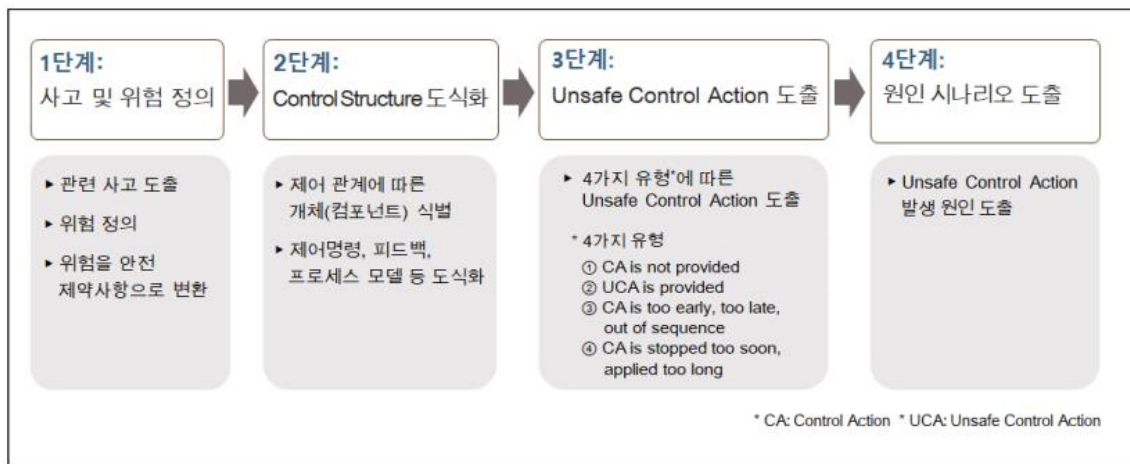 1단계:
사고 및 위험 정의
2단계:
Control Structure 도식화
3단계:
Unsafe Control Action 도출
4단계:
원인 시나리오 도출
▸ 관련 사고 도출
▸ 위험 정의
▸ 위험을 안전
제약사항으로 변환
▸ 제어 관계에 따른
개체(컴포넌트) 식별
▸ 제어명령, 피드백,
프로세스 모델 등 도식화
▸ 4가지 유형*에 따른
Unsafe Control Action 도출
* 4가지 유형
① CA is not provided
② UCA is provided
③ CA is too early, too late,
out of sequence
④ CA is stopped too soon,
applied too long
▸ Unsafe Control Action
발생 원인 도출
* CA: Control Action * UCA: Unsafe Control Action